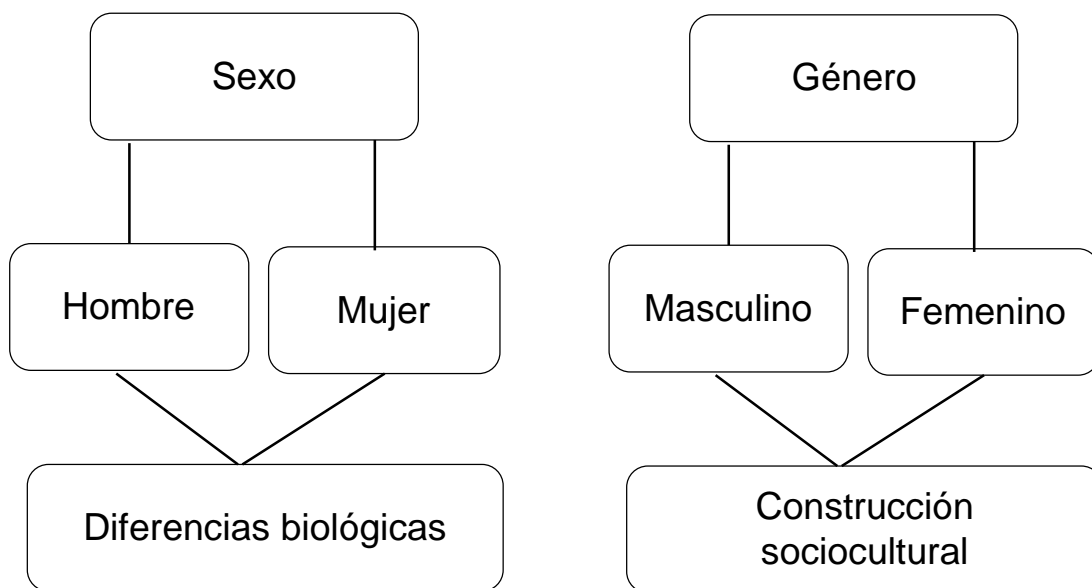 Sexo
Género
Hombre
Mujer
Masculino
Femenino
Diferencias biológicas
Construcción
sociocultural